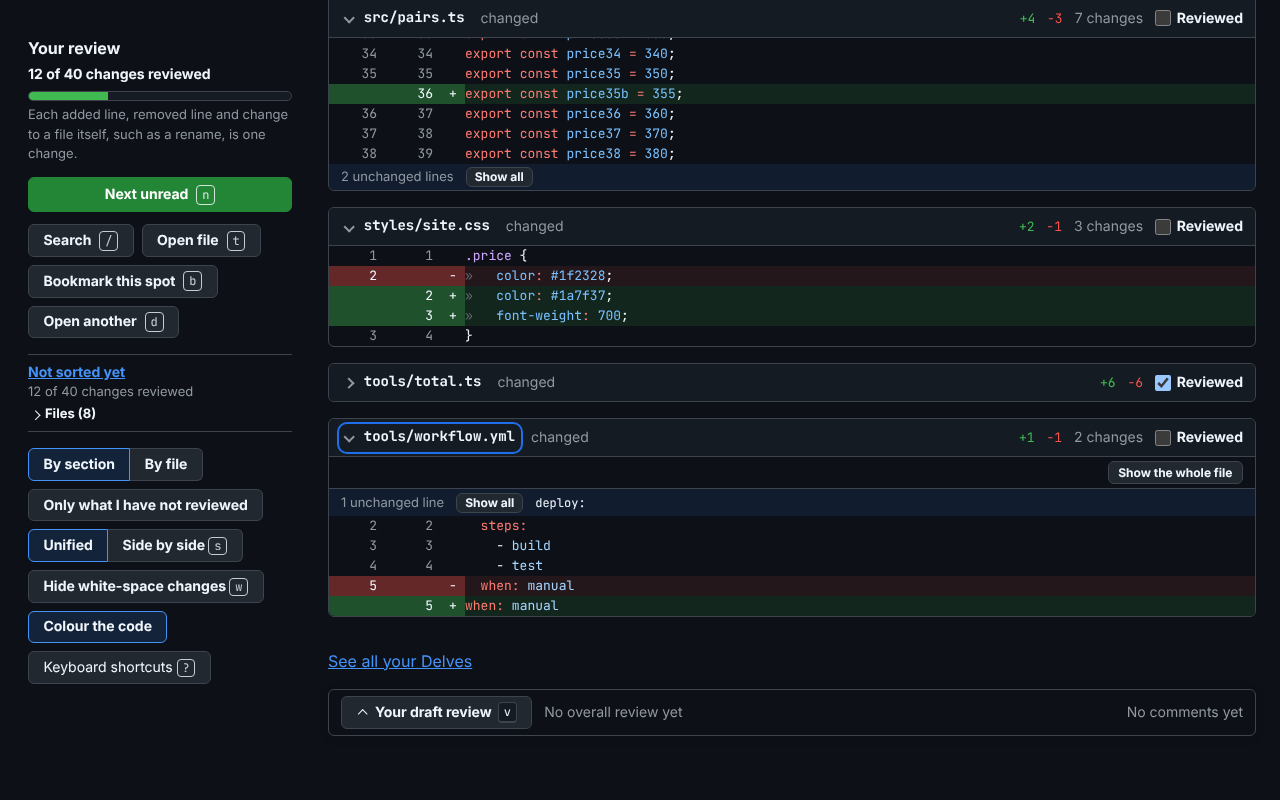 Your review
12 of 40 changes reviewed
Each added line, removed line and change
to a file itself, such as a rename, is one
change.
Next unread n
Search /
Open file t
Bookmark this spot b
Open another d
Not sorted yet
12 of 40 changes reviewed
Files (8)
By section
By file
Only what I have not reviewed
Unified
Side by side s
Hide white-space changes w
Colour the code
Keyboard shortcuts ?
src/pairs.ts changed +4 -3 7 changes Reviewed
34 34 export const price34 = 340;
35 35 export const price35 = 350;
36 + export const price35b = 355;
36 37 export const price36 = 360;
37 38 export const price37 = 370;
38 39 export const price38 = 380;
2 unchanged lines Show all
styles/site.css changed +2 -1 3 changes Reviewed
1 1 .price {
2 - » color: #1f2328;
2 + » color: #1a7f37;
3 + » font-weight: 700;
3 4 }
tools/total.ts changed +6 -6 Reviewed
tools/workflow.yml changed +1 -1 2 changes Reviewed
Show the whole file
1 unchanged line Show all deploy:
2 2 steps:
3 3 - build
4 4 - test
5 - when: manual
5 + when: manual
See all your Delves
Your draft review v No overall review yet No comments yet